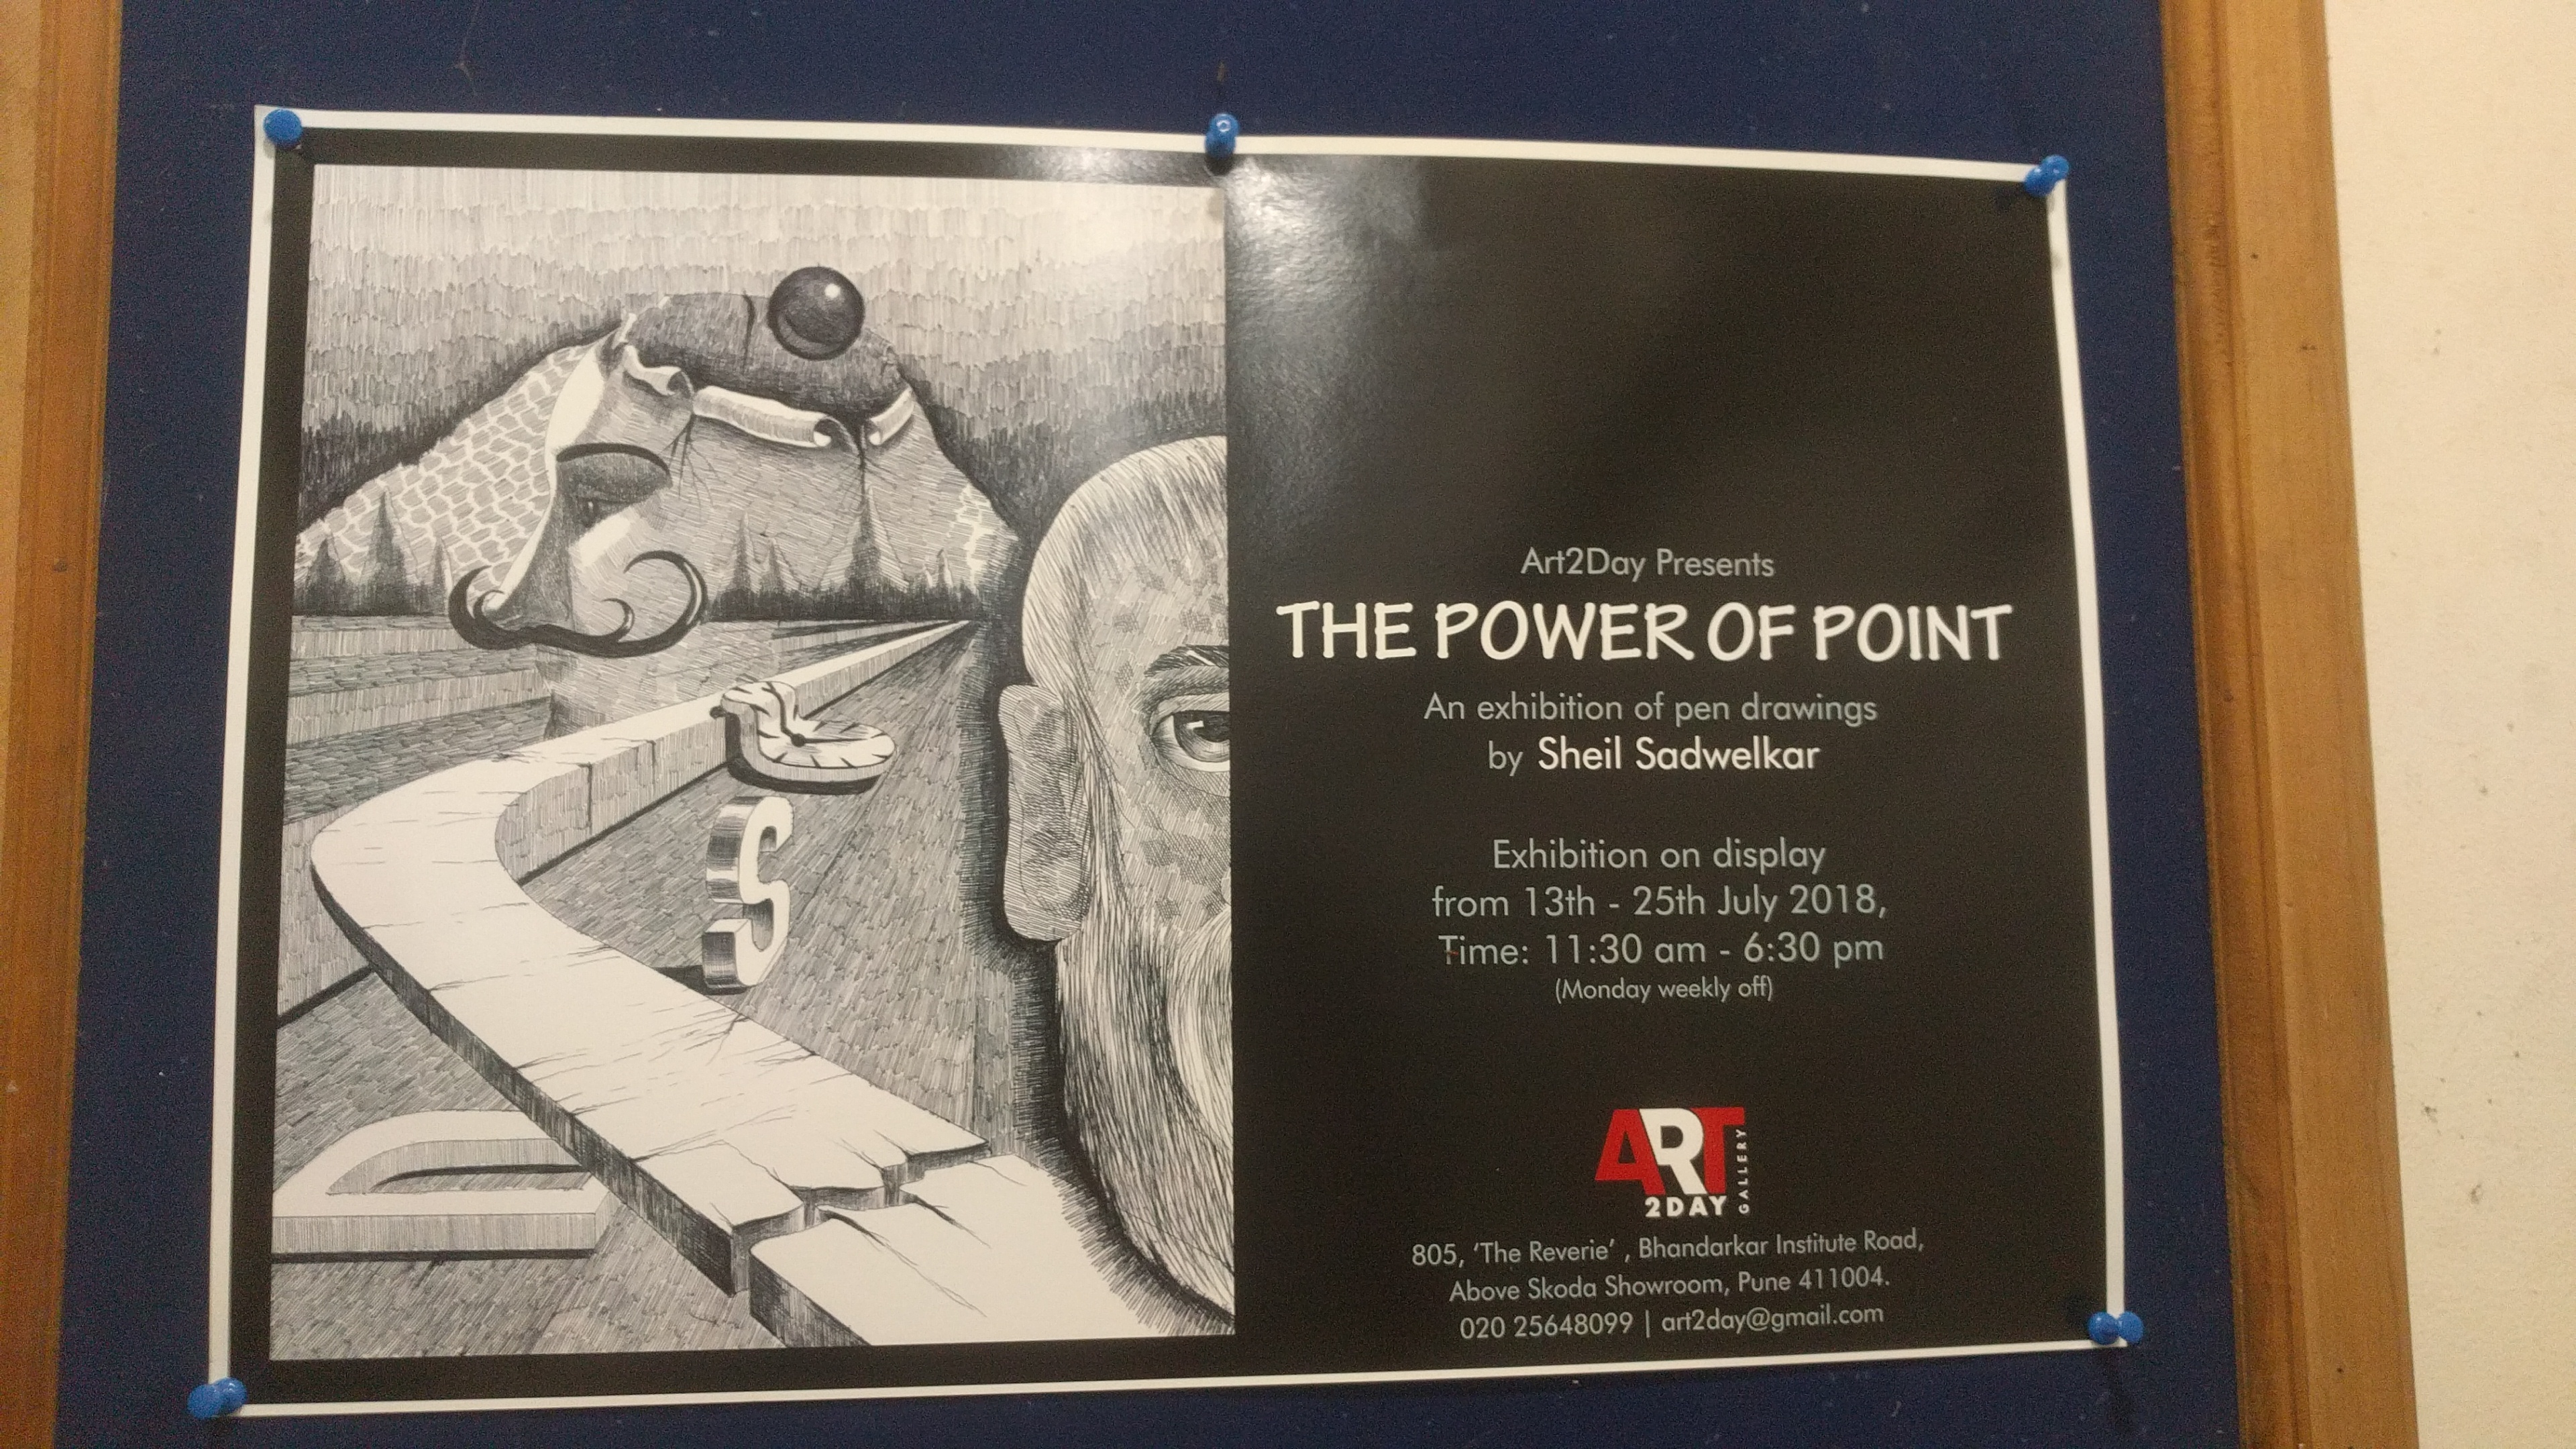 Art2Day Presents
THE POWER OF POINT
An exhibition of pen drawings
by Sheil Sadwelkar
Exhibition on display
from 13th - 25th July 2018,
Time: 11:30 am - 6:30 pm
(Monday weekly off)
ART
2DAY
GALLERY
805, ‘The Reverie’ , Bhandarkar Institute Road,
Above Skoda Showroom, Pune 411004.
020 25648099 | art2day@gmail.com
S
D